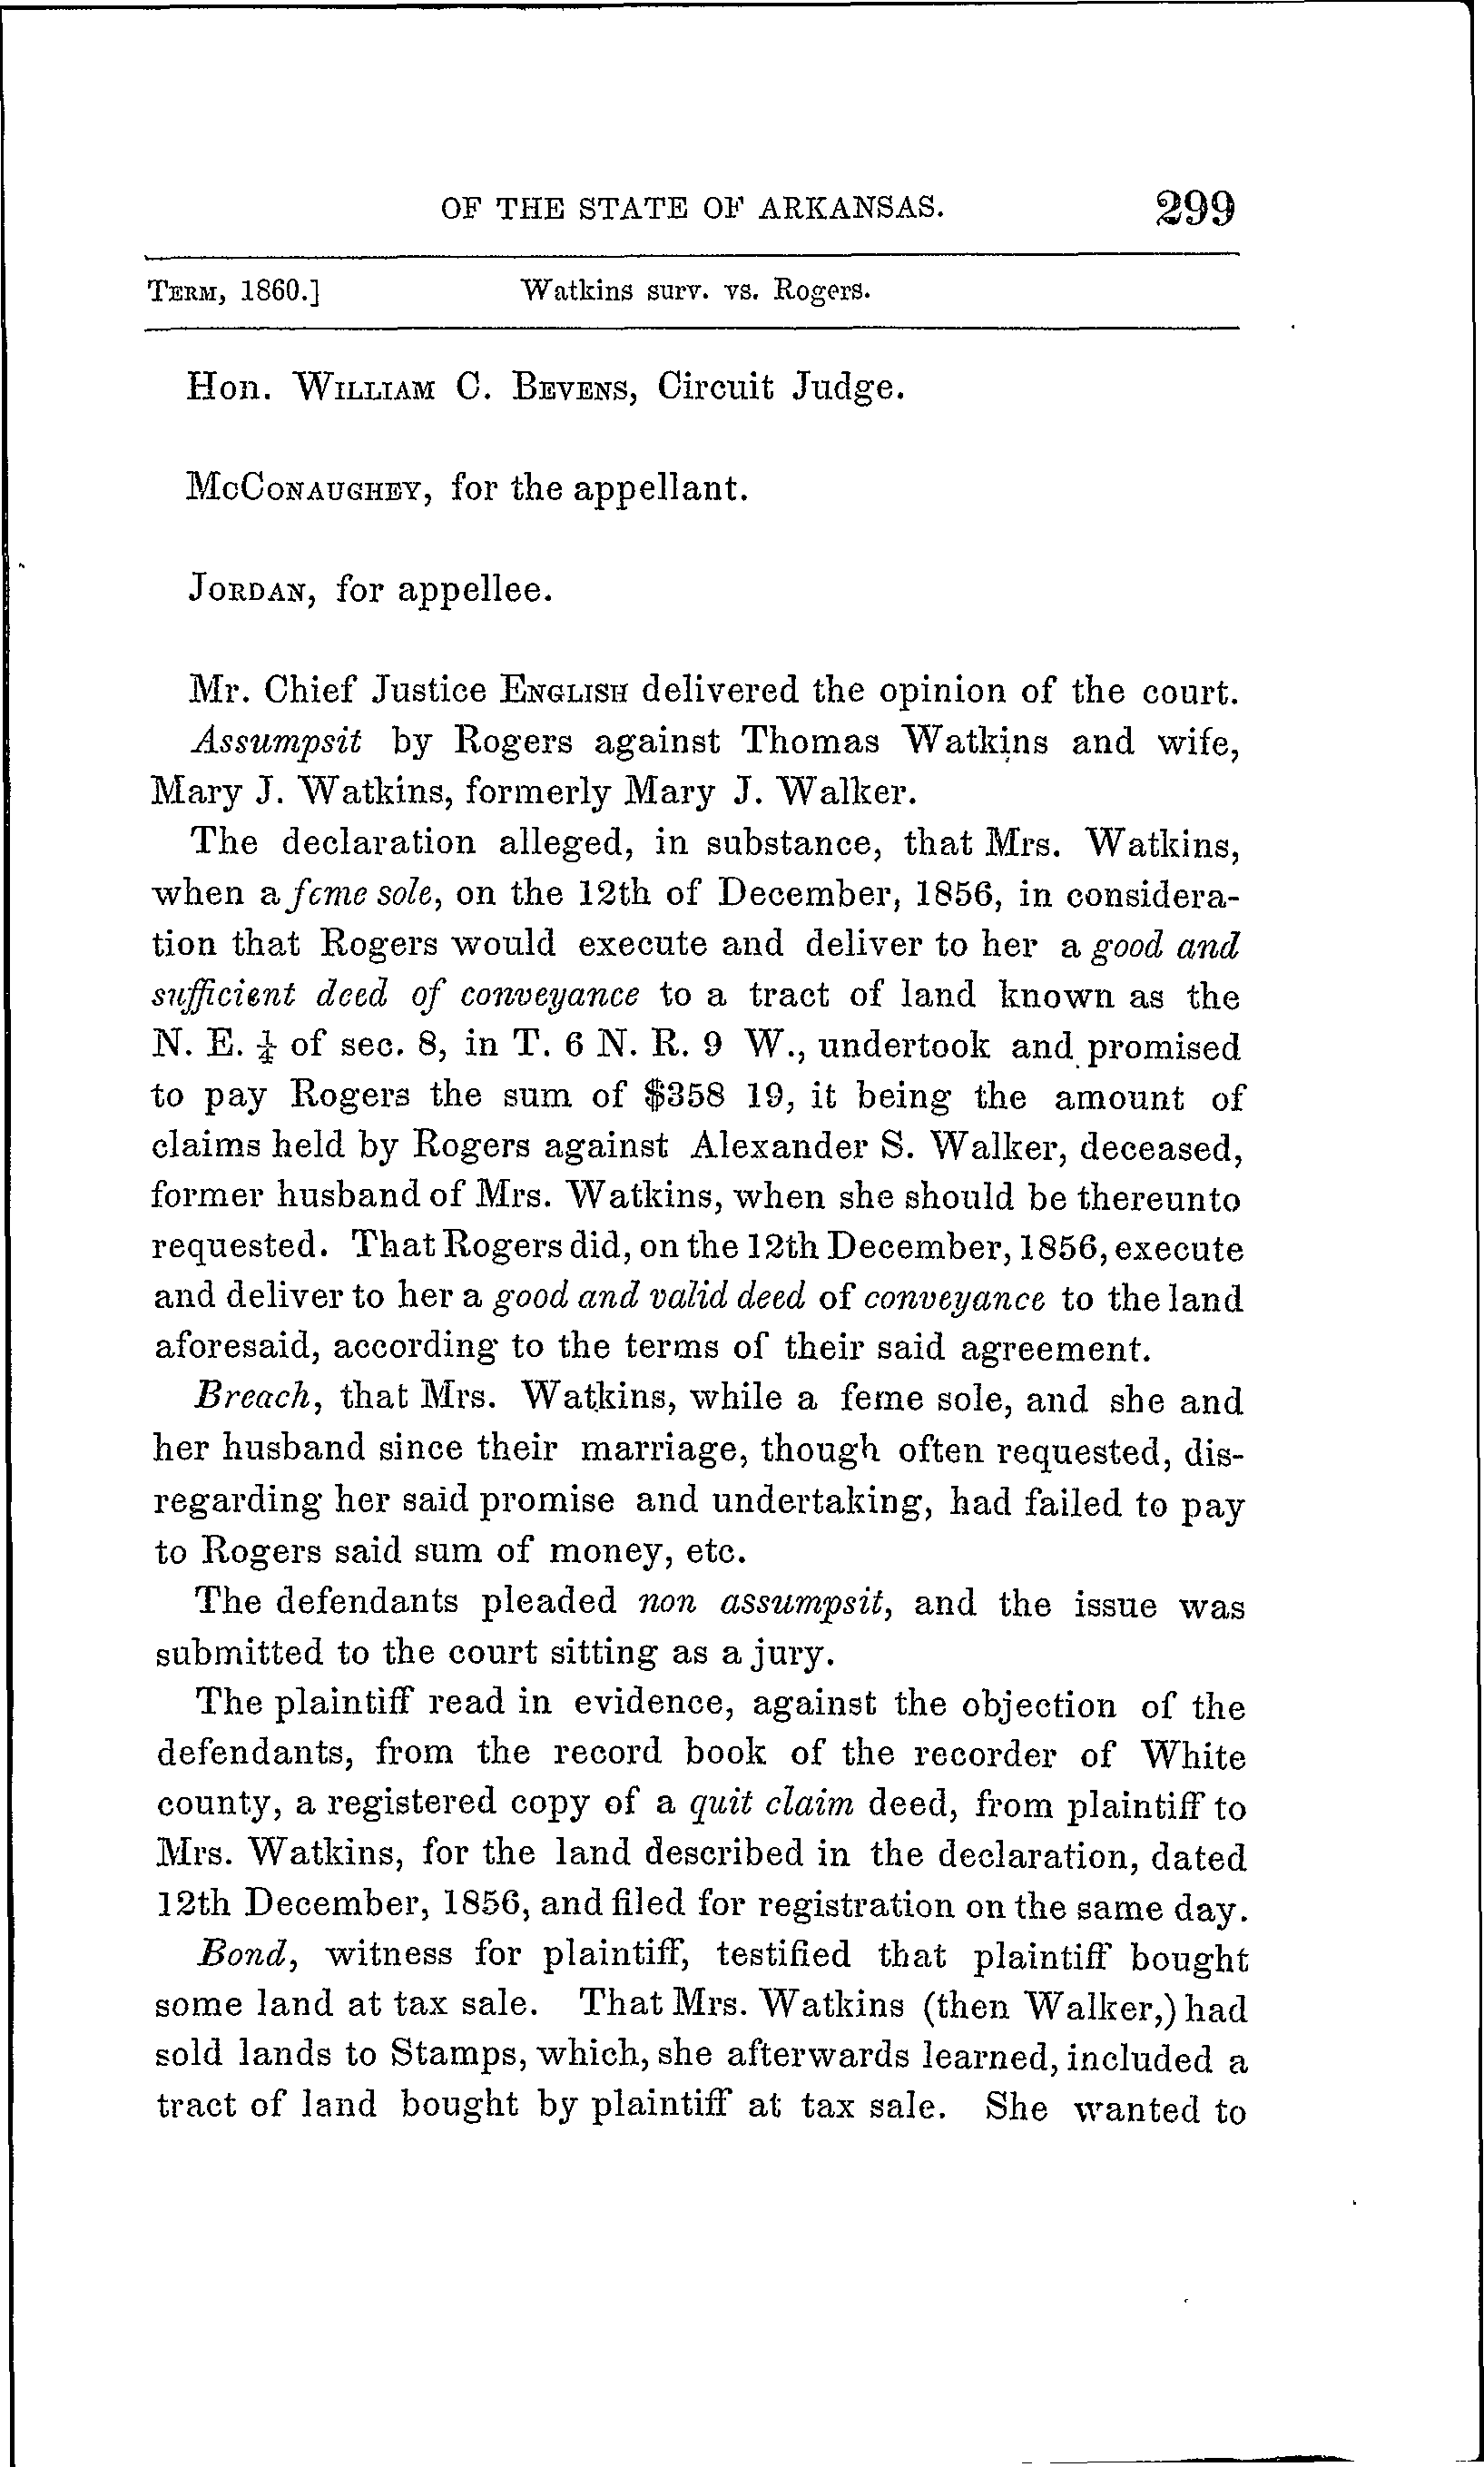 OF THE STATE OF ARKANSAS. 299
TERM, 1860.] Watkins surv. vs. Rogers.
Hon. WILLIAM C. BEVENS, Circuit Judge.
McCONAUGHEY, for the appellant.
JORDAN, for appellee.
Mr. Chief Justice ENGLISH delivered the opinion of the court.
Assumpsit by Rogers against Thomas Watkins and wife,
Mary J. Watkins, formerly Mary J. Walker.
The declaration alleged, in substance, that Mrs. Watkins,
when a feme sole, on the 12th of December, 1856, in considera-
tion that Rogers would execute and deliver to her a good and
sufficient deed of conveyance to a tract of land known as the
N. E. ¼ of sec. 8, in T. 6 N. R. 9 W., undertook and promised
to pay Rogers the sum of $358 19, it being the amount of
claims held by Rogers against Alexander S. Walker, deceased,
former husband of Mrs. Watkins, when she should be thereunto
requested. That Rogers did, on the 12th December, 1856, execute
and deliver to her a good and valid deed of conveyance to the land
aforesaid, according to the terms of their said agreement.
Breach, that Mrs. Watkins, while a feme sole, and she and
her husband since their marriage, though often requested, dis-
regarding her said promise and undertaking, had failed to pay
to Rogers said sum of money, etc.
The defendants pleaded non assumpsit, and the issue was
submitted to the court sitting as a jury.
The plaintiff read in evidence, against the objection of the
defendants, from the record book of the recorder of White
county, a registered copy of a quit claim deed, from plaintiff to
Mrs. Watkins, for the land described in the declaration, dated
12th December, 1856, and filed for registration on the same day.
Bond, witness for plaintiff, testified that plaintiff bought
some land at tax sale. That Mrs. Watkins (then Walker,) had
sold lands to Stamps, which, she afterwards learned, included a
tract of land bought by plaintiff at tax sale. She wanted to